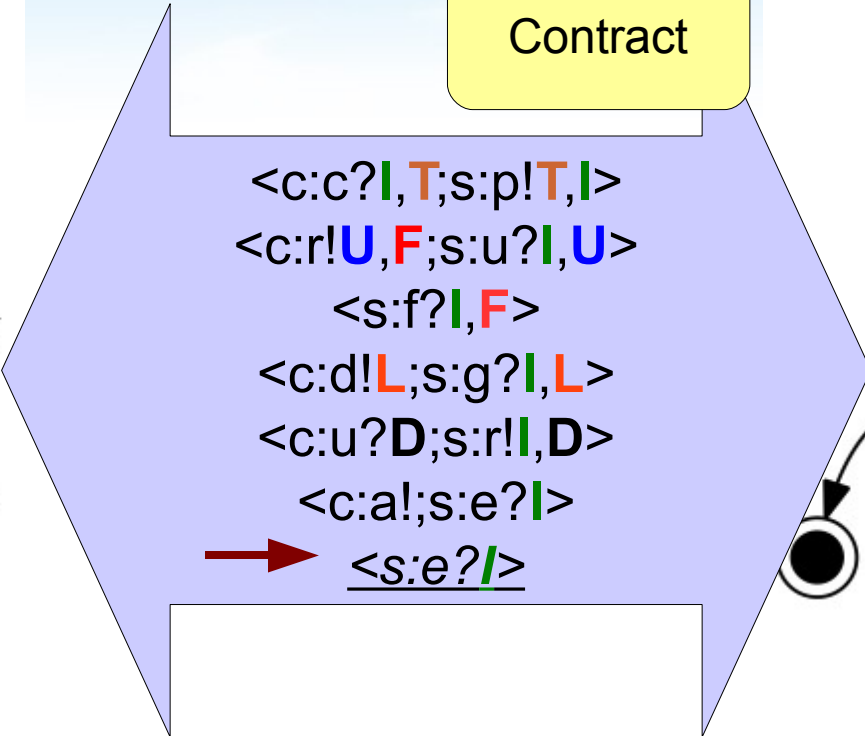 Contract
<c:c?I,T;s:p!T,I>
<c:r!U,F;s:u?I,U>
<s:f?I,F>
<c:d!L;s:g?I,L>
<c:u?D;s:r!I,D>
<c:a!;s:e?I>
<s:e?I>